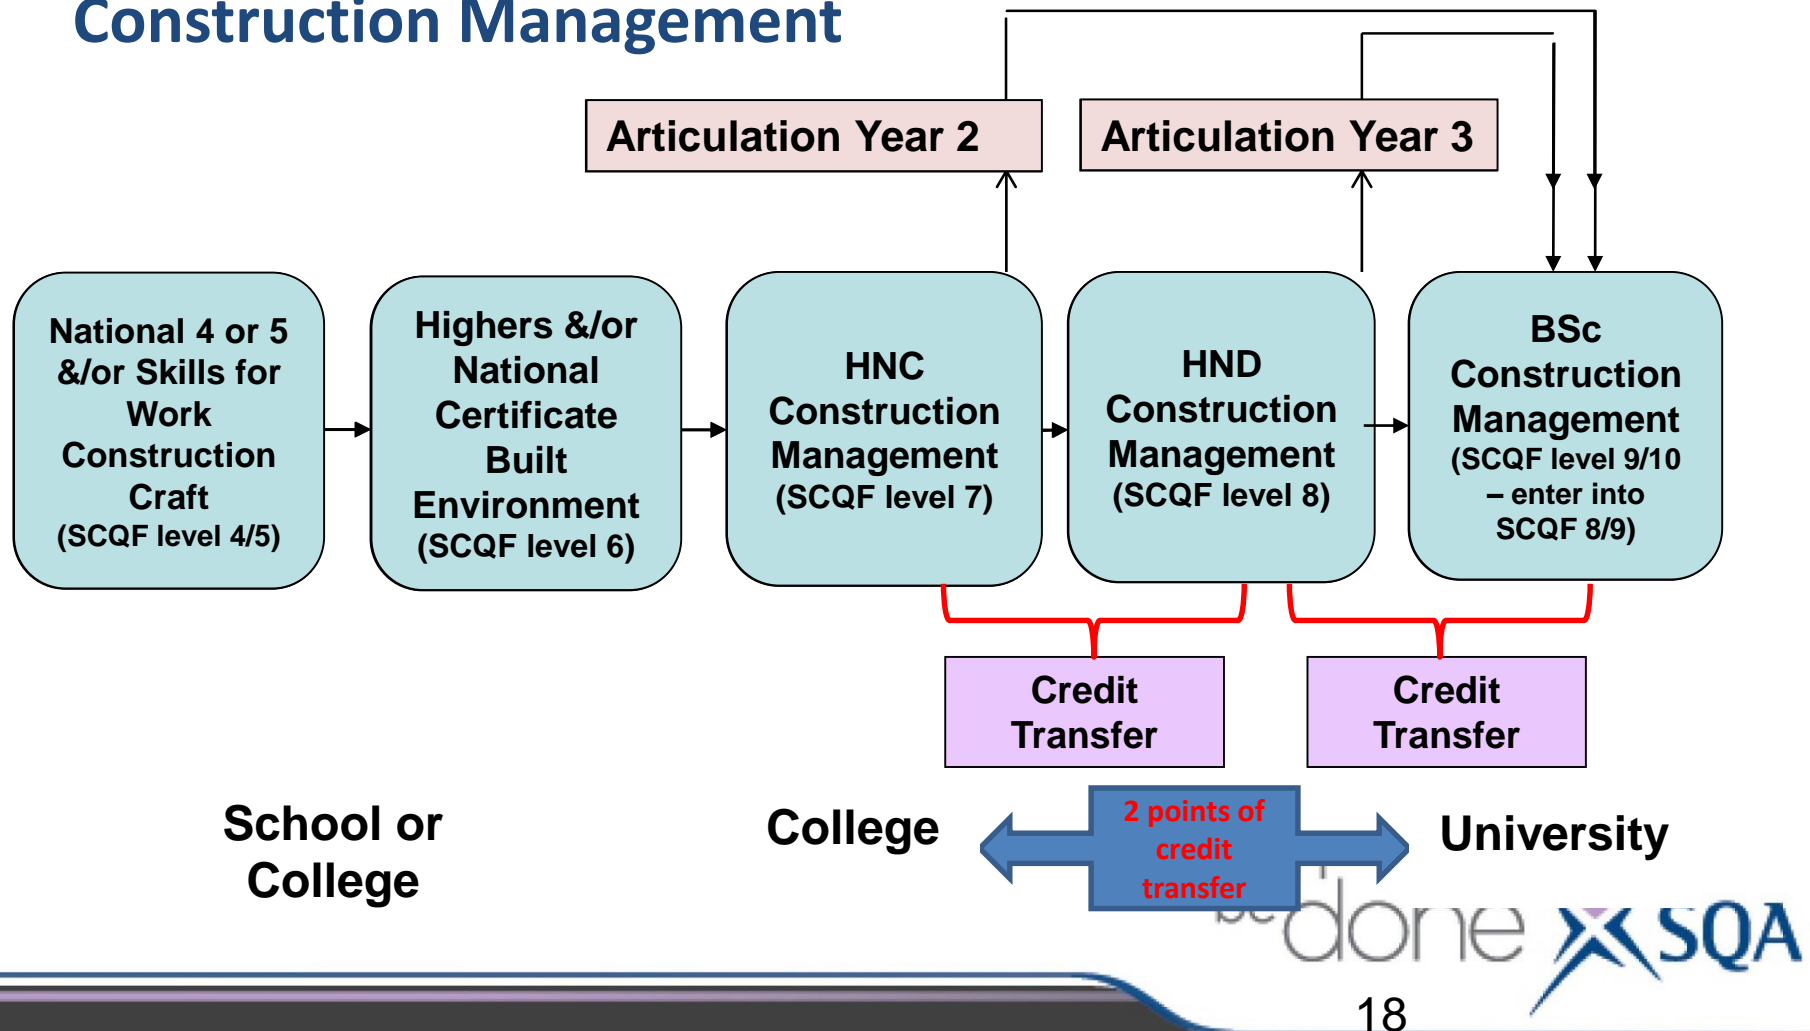 Construction Management
Articulation Year 2
Articulation Year 3
National 4 or 5
&/or Skills for
Work
Construction
Craft
(SCQF level 4/5)
Highers &/or
National
Certificate
Built
Environment
(SCQF level 6)
HNC
Construction
Management
(SCQF level 7)
HND
Construction
Management
(SCQF level 8)
BSc
Construction
Management
(SCQF level 9/10
– enter into
SCQF 8/9)
Credit
Transfer
Credit
Transfer
School or
College
College
2 points of
credit
transfer
University
be done
SQA
18